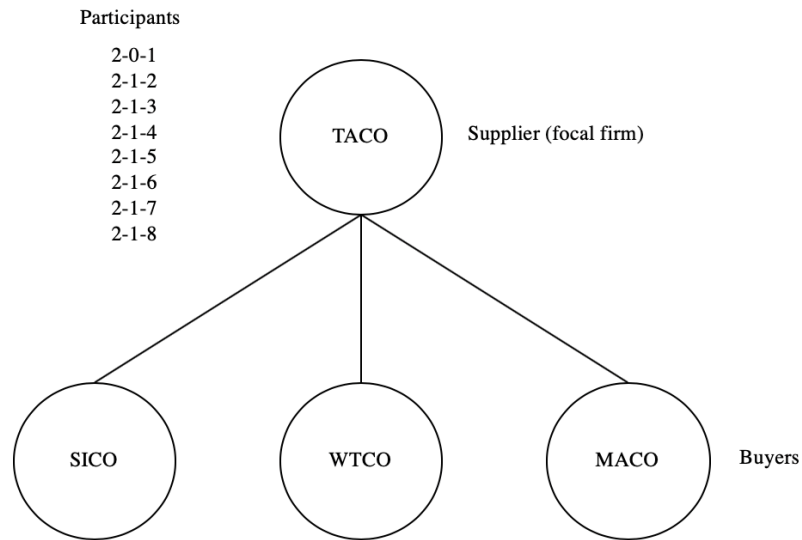 Participants
2-0-1
2-1-2
2-1-3
2-1-4
2-1-5
2-1-6
2-1-7
2-1-8
TACO
Supplier (focal firm)
SICO
WTCO
MACO
Buyers